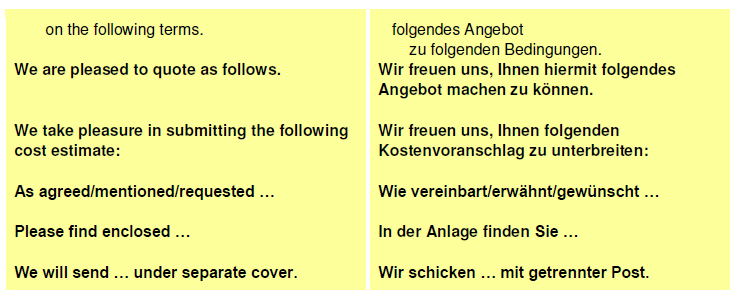 on the following terms.
We are pleased to quote as follows.
We take pleasure in submitting the following
cost estimate:
As agreed/mentioned/requested …
Please find enclosed …
We will send … under separate cover.
folgendes Angebot
zu folgenden Bedingungen.
Wir freuen uns, Ihnen hiermit folgendes
Angebot machen zu können.
Wir freuen uns, Ihnen folgenden
Kostenvoranschlag zu unterbreiten:
Wie vereinbart/erwähnt/gewünscht …
In der Anlage finden Sie …
Wir schicken … mit getrennter Post.